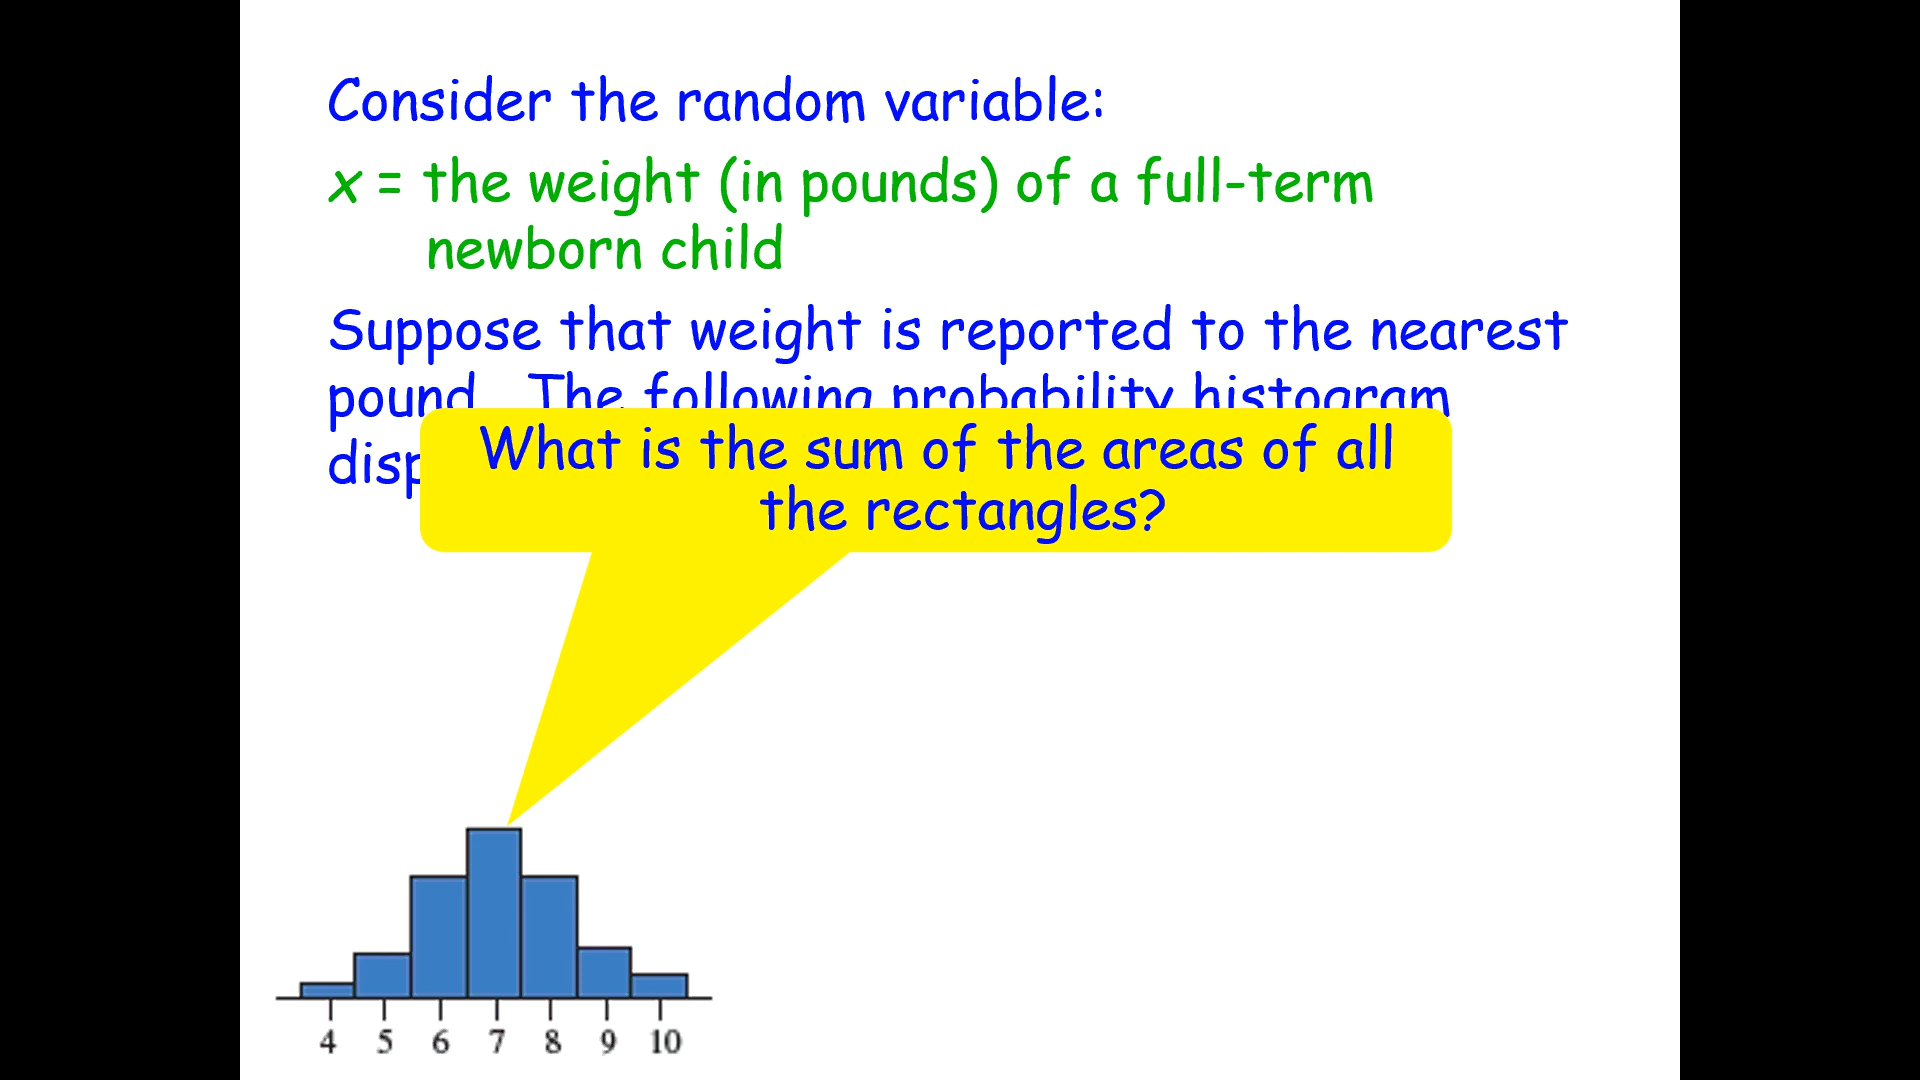 Consider the random variable:
x = the weight (in pounds) of a full-term
newborn child
Suppose that weight is reported to the nearest
pound. The following probability histogram
What is the sum of the areas of all
the rectangles?
4 5 6 7 8 9 10